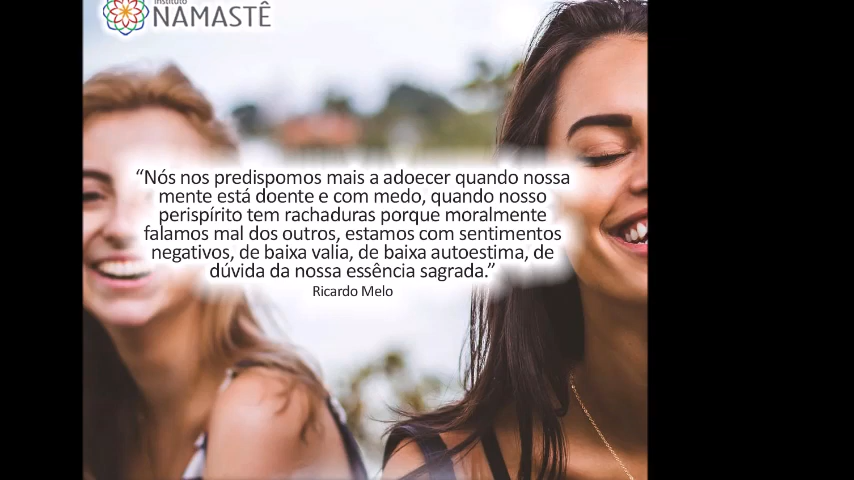 Instituto
NAMASTÊ
“Nós nos predispomos mais a adoecer quando nossa
mente está doente e com medo, quando nosso
perispírito tem rachaduras porque moralmente
falamos mal dos outros, estamos com sentimentos
negativos, de baixa valia, de baixa autoestima, de
dúvida da nossa essência sagrada.”
Ricardo Melo